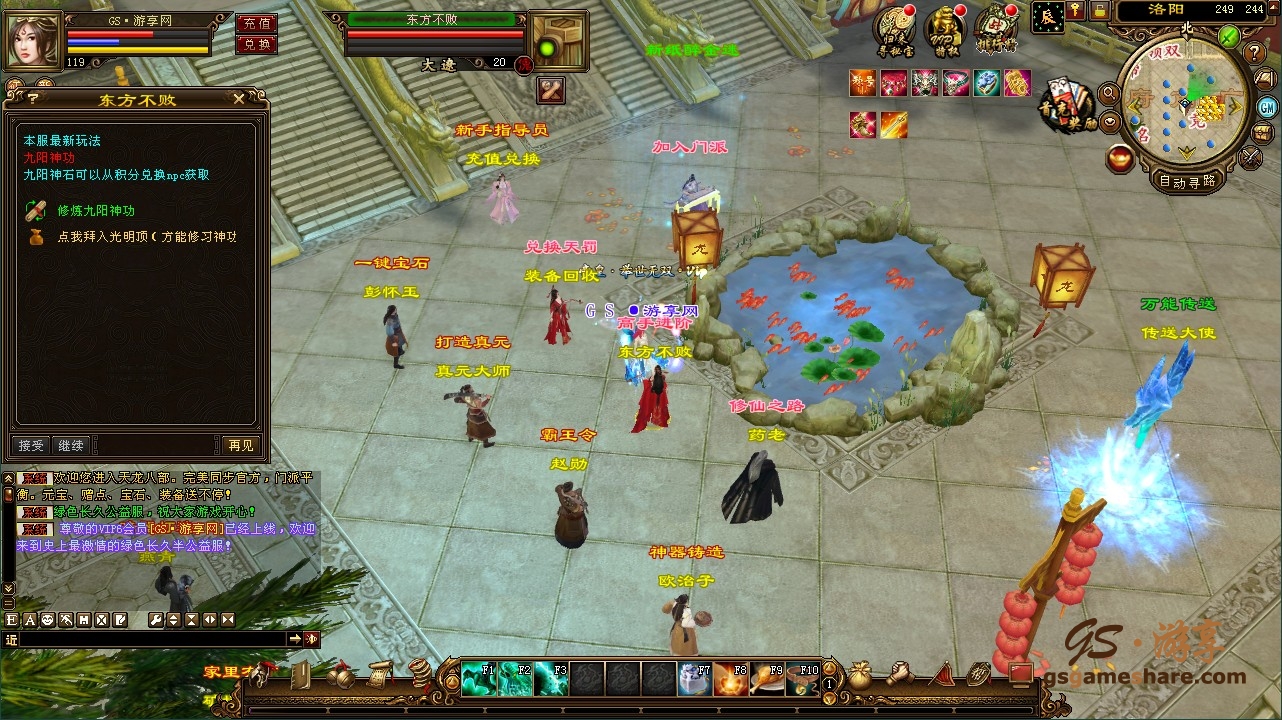 GS·游享网
119
充值
兑换
东方不败
大遼
20
洛阳
249 244
北
自动寻路
GM
东方不败
本服最新玩法
九阳神功
九阳神石可以从积分兑换npc获取
修炼九阳神功
点我拜入光明顶（方能修习神功
接受
继续
再见
新手指导员
充值兑换
加入门派
兑换天罚
装备回收
一键宝石
彭怀玉
打造真元
真元大师
GS●游享网
高手进阶
东方不败
龙
龙
万能传送
传送大使
修仙之路
药老
霸王令
赵勋
神器铸造
欧治子
燕青
欢迎您进入天龙八部。完美同步官方，门派平
衡。元宝、赠点、宝石、装备送不停！
绿色长久公益服，祝大家游戏开心！
尊敬的VIP6会员[GS·游享网]已经上线，欢迎
来到史上最激情的绿色长久半公益服！
近
F1
F2
F3
F7
F8
F9
F10
1
GS·游享
gsgameshare.com